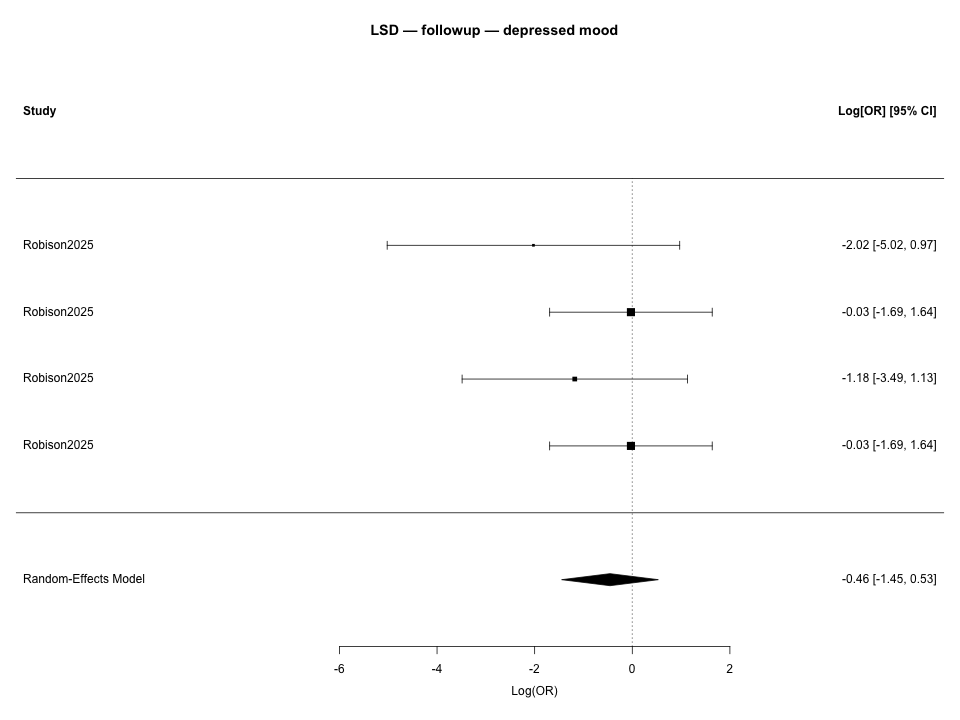 LSD — followup — depressed mood
Study Log[OR] [95% CI]
Robison2025 -2.02 [-5.02, 0.97]
Robison2025 -0.03 [-1.69, 1.64]
Robison2025 -1.18 [-3.49, 1.13]
Robison2025 -0.03 [-1.69, 1.64]
Random-Effects Model -0.46 [-1.45, 0.53]
-6 -4 -2 0 2
Log(OR)